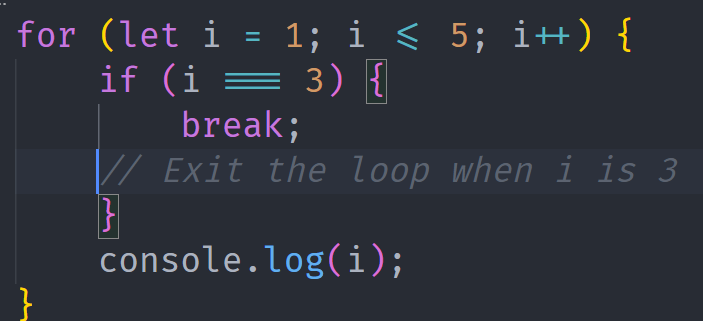 for (let i = 1; i <= 5; i++) {
    if (i === 3) {
        break;
    // Exit the loop when i is 3
    }
    console.log(i);
}